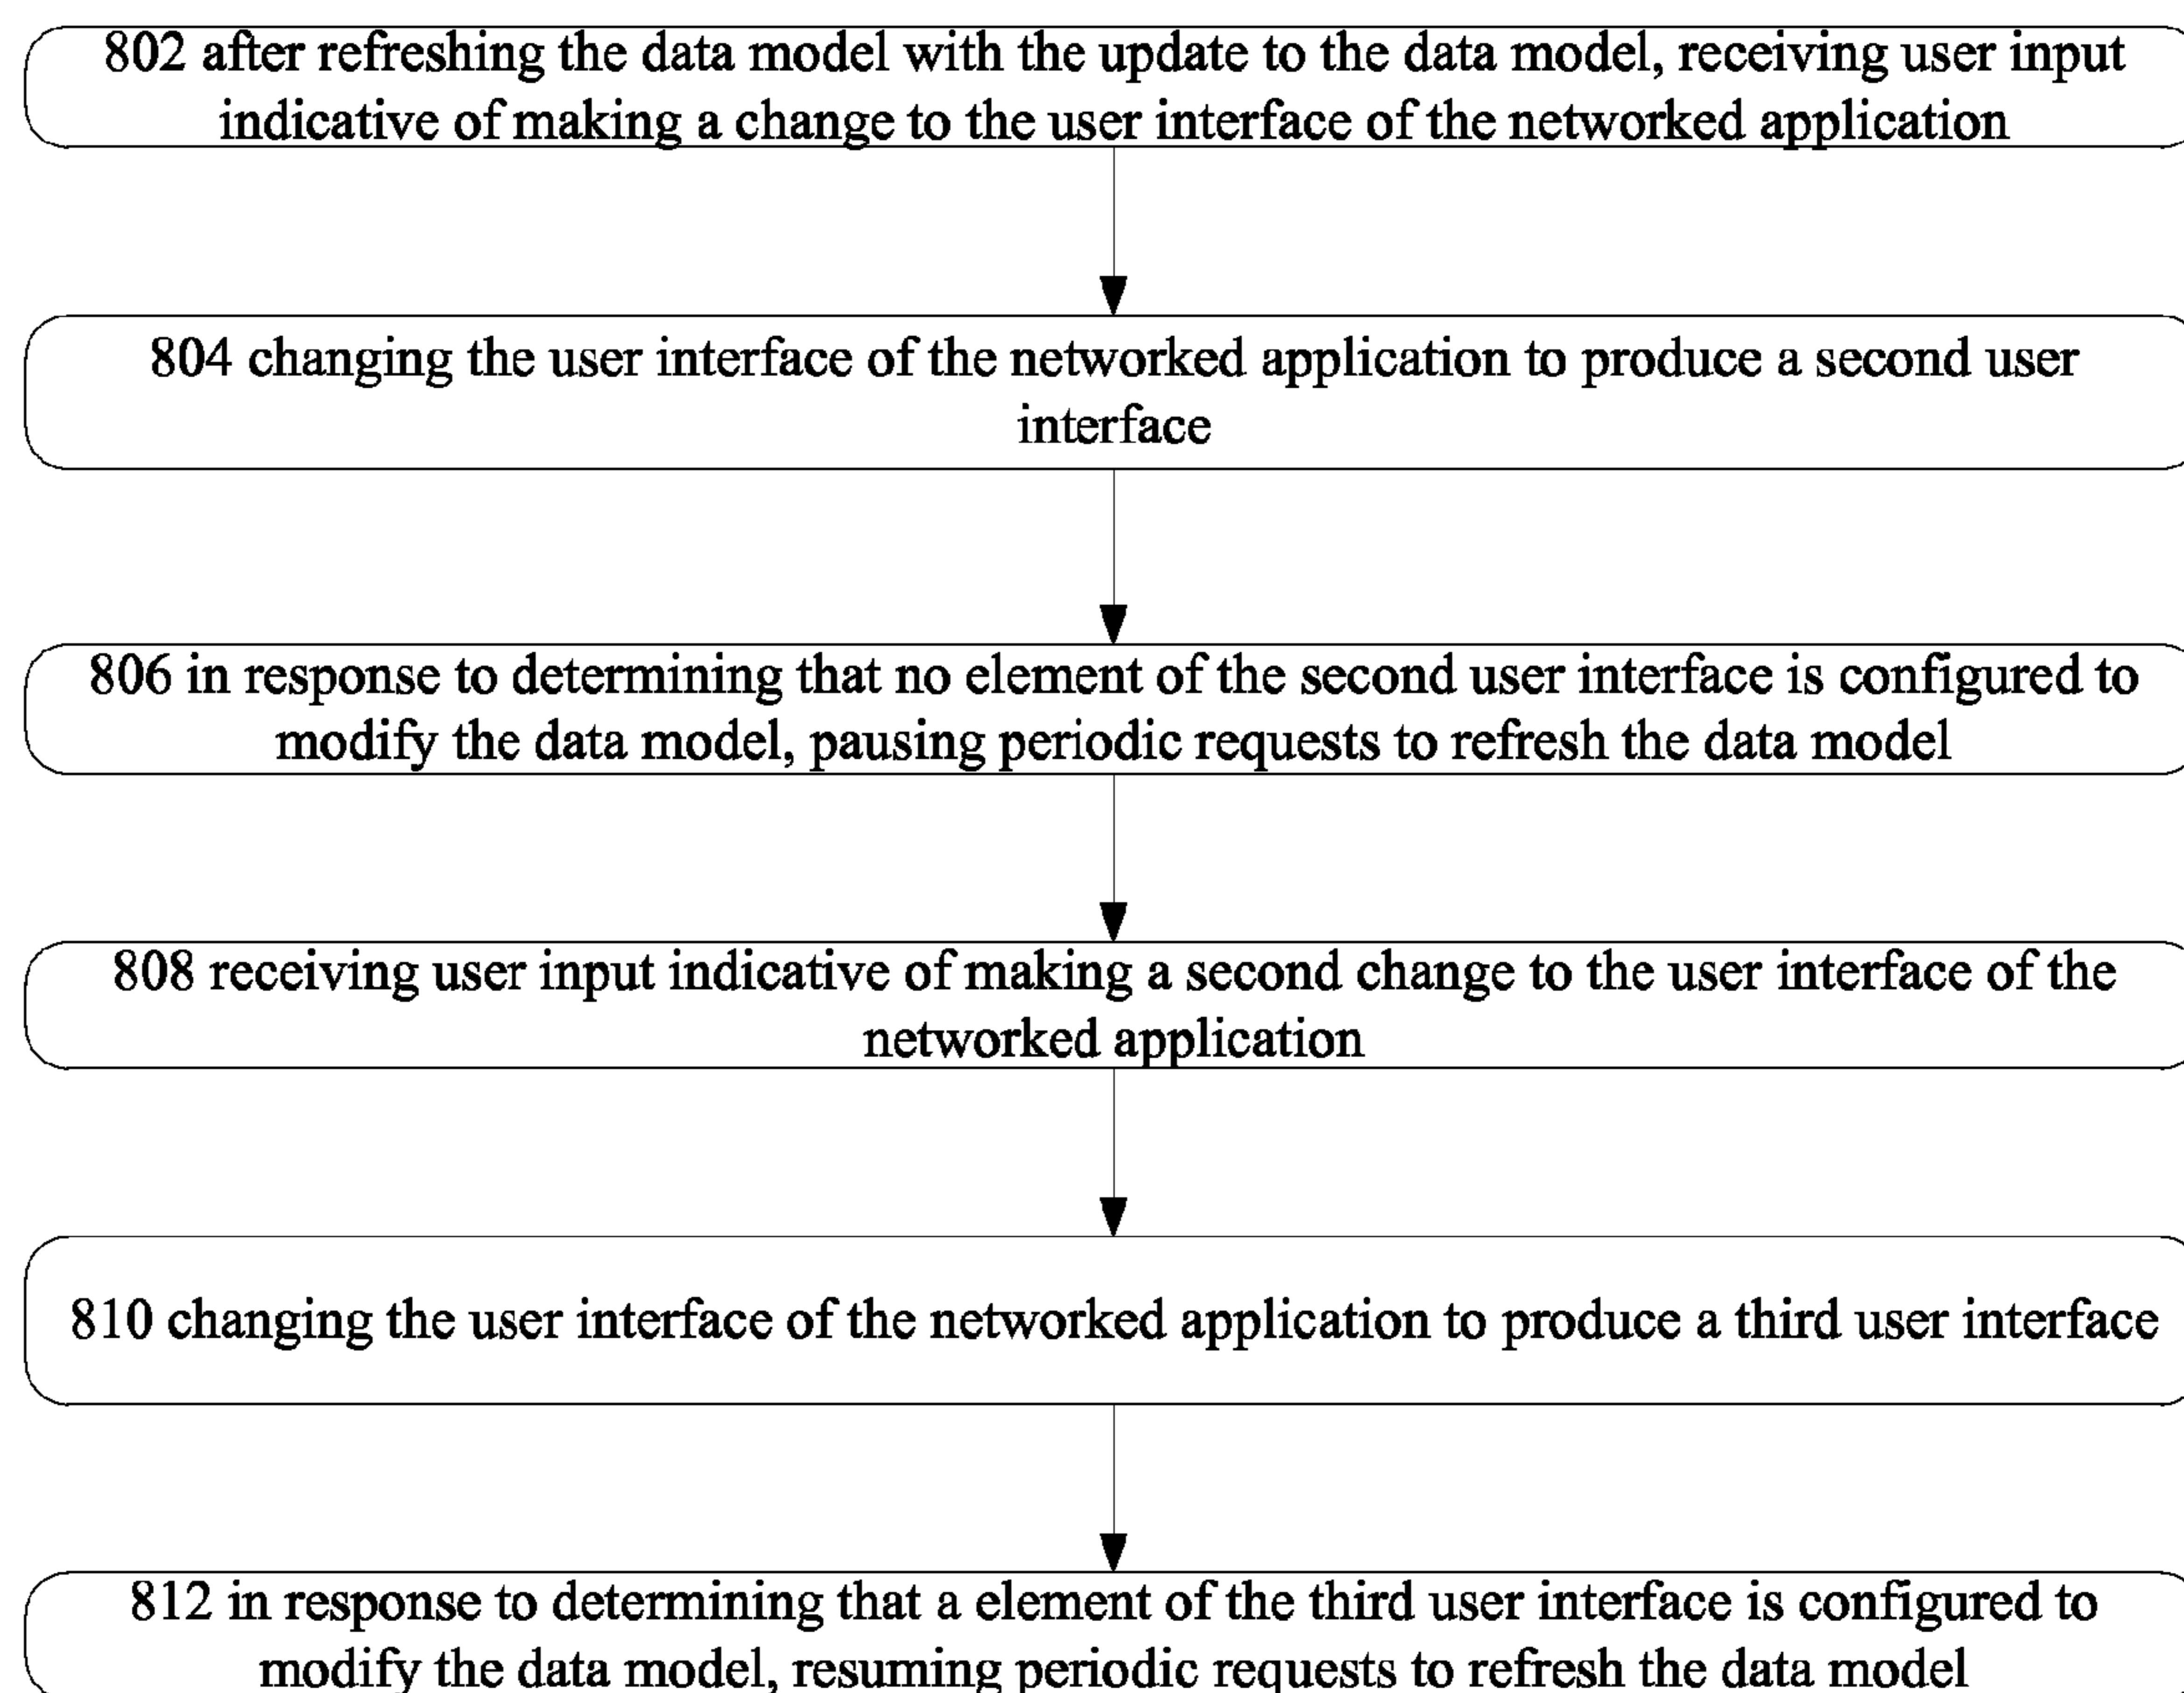 802 after refreshing the data model with the update to the data model, receiving user input
indicative of making a change to the user interface of the networked application
804 changing the user interface of the networked application to produce a second user
interface
806 in response to determining that no element of the second user interface is configured to
modify the data model, pausing periodic requests to refresh the data model
808 receiving user input indicative of making a second change to the user interface of the
networked application
810 changing the user interface of the networked application to produce a third user interface
812 in response to determining that a element of the third user interface is configured to
modify the data model, resuming periodic requests to refresh the data model